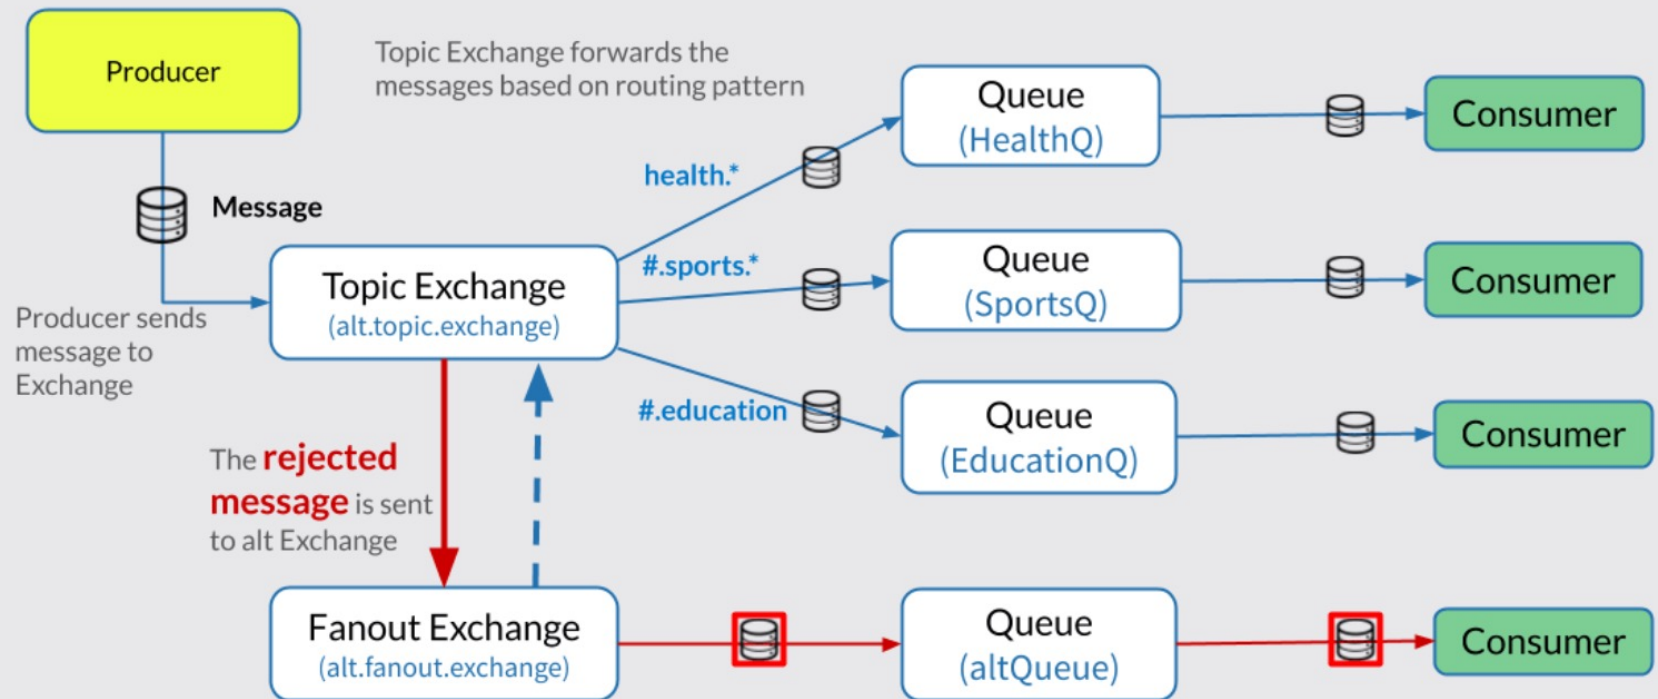 Producer
Topic Exchange forwards the
messages based on routing pattern
Message
Producer sends
message to
Exchange
Topic Exchange
(alt.topic.exchange)
health.*
#.sports.*
#.education
Queue
(HealthQ)
Consumer
Queue
(SportsQ)
Consumer
Queue
(EducationQ)
Consumer
The rejected
message is sent
to alt Exchange
Fanout Exchange
(alt.fanout.exchange)
Queue
(altQueue)
Consumer